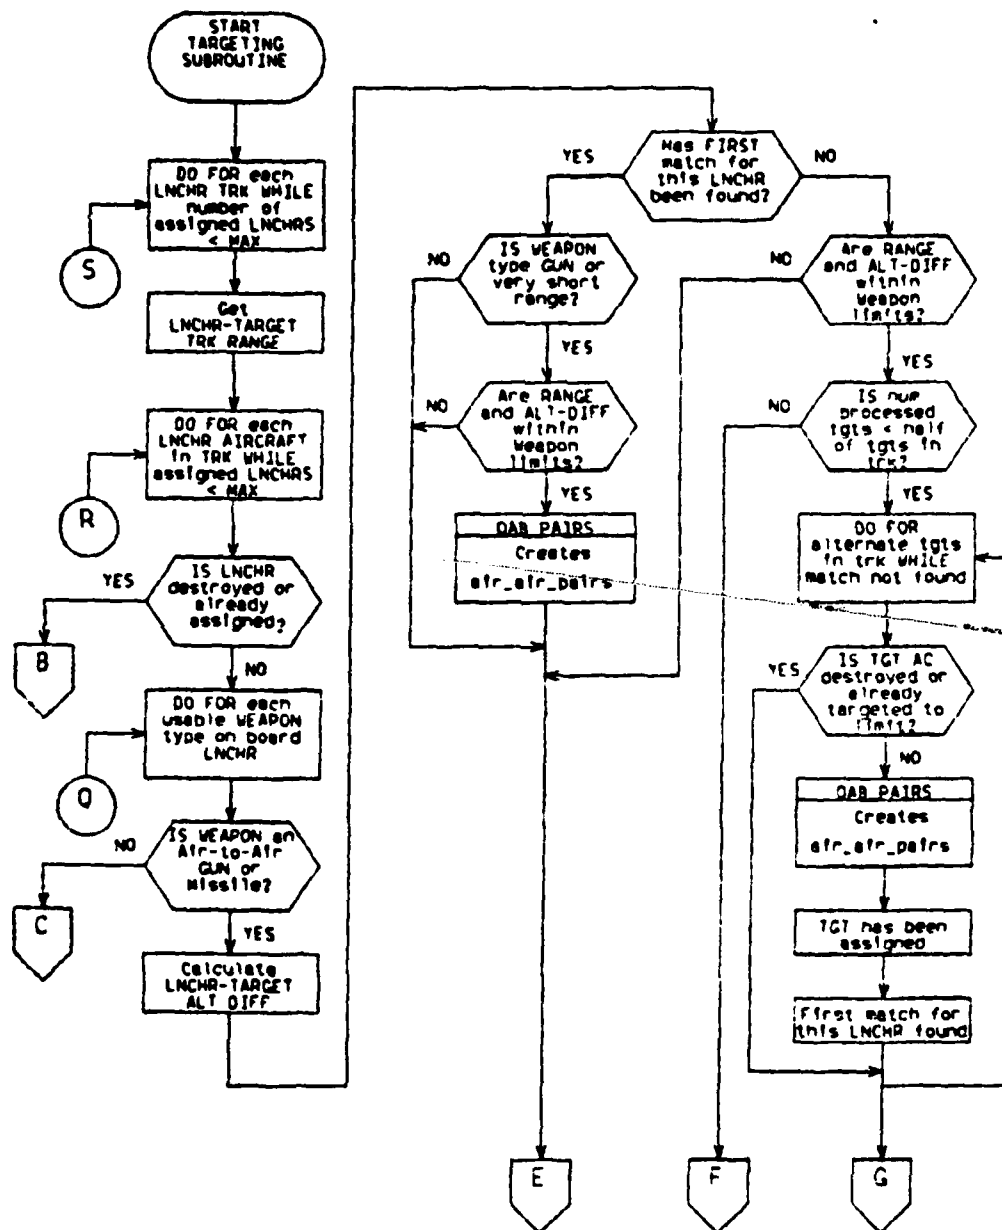 START
TARGETING
SUBROUTINE
DO FOR each
LNCHR TRK WHILE
number of
assigned LNCHRS
< MAX
S
Get
LNCHR-TARGET
TRK RANGE
DO FOR each
LNCHR AIRCRAFT
in TRK WHILE
assigned LNCHRS
< MAX
R
IS LNCHR
destroyed or
already
assigned?
YES
B
NO
DO FOR each
usable WEAPON
type on board
LNCHR
Q
IS WEAPON an
Air-to-Air
GUN or
Missile?
NO
C
YES
Calculate
LNCHR-TARGET
ALT DIFF
Has FIRST
match for
this LNCHR
been found?
YES
NO
IS WEAPON
type GUN or
very short
range?
NO
YES
Are RANGE
and ALT-DIFF
within
Weapon
limits?
NO
YES
OAB PAIRS
Creates
air_air_pairs
E
Are RANGE
and ALT-DIFF
within
Weapon
limits?
NO
YES
IS num
processed
tgts < half
of tgts in
trk?
NO
F
YES
DO FOR
alternate tgts
in trk WHILE
match not found
IS TGT AC
destroyed or
already
targeted to
limit?
YES
NO
OAB PAIRS
Creates
air_air_pairs
TGT has been
assigned
First match for
this LNCHR found
G